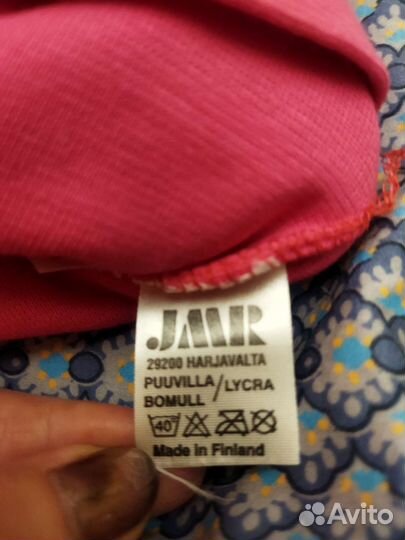 JMR
29200 HARJAVALTA
PUUVILLA / LYCRA
BOMULL
40°
Made in Finland
Avito